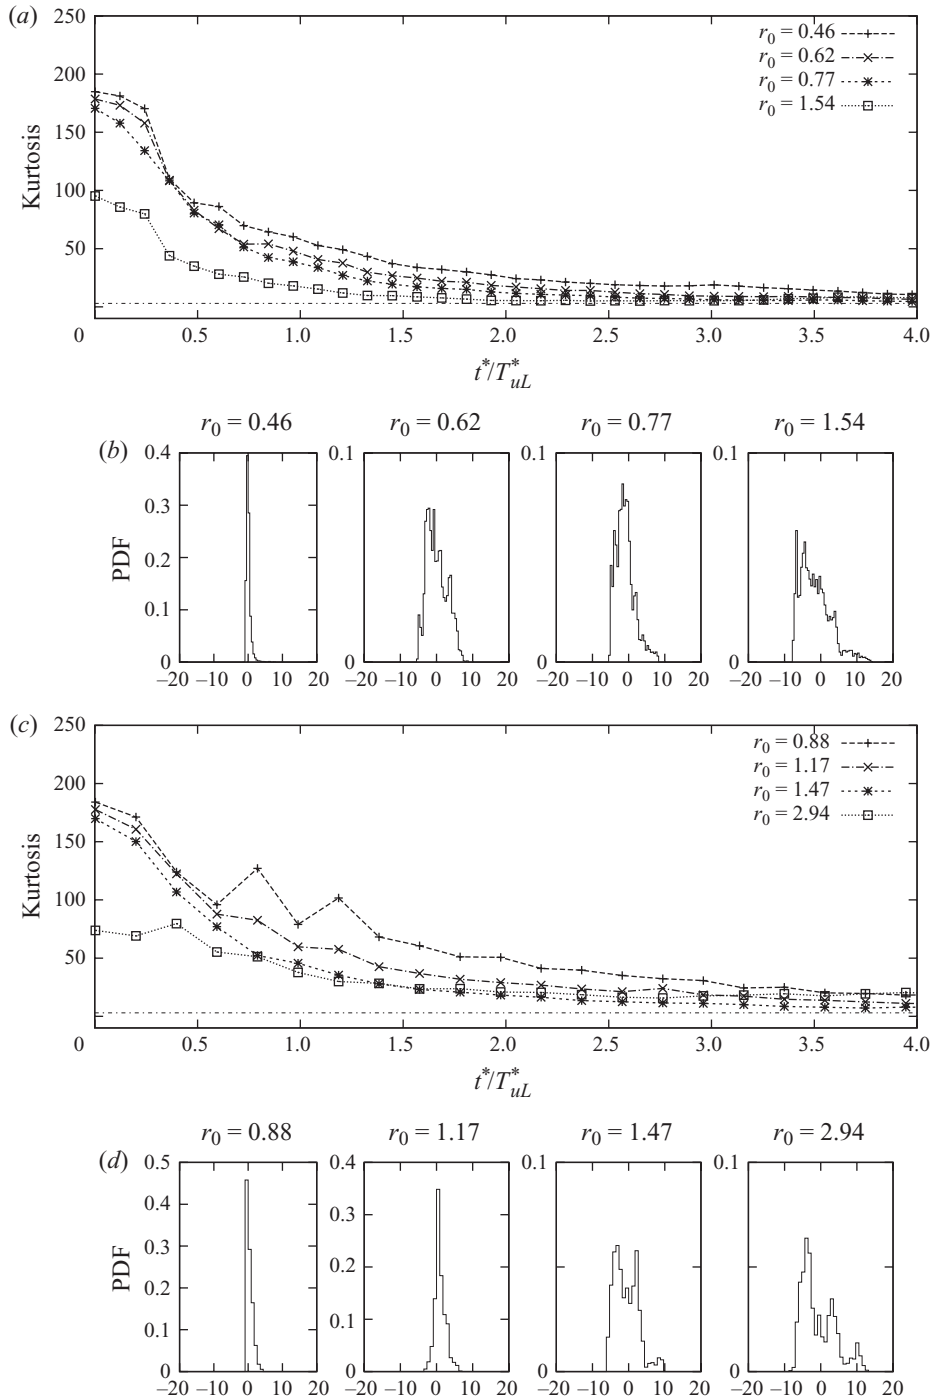 (a)
250
200
150
100
50
Kurtosis
r0 = 0.46
r0 = 0.62
r0 = 0.77
r0 = 1.54
0 0.5 1.0 1.5 2.0 2.5 3.0 3.5 4.0
t*/T*uL
(b)
r0 = 0.46 r0 = 0.62 r0 = 0.77 r0 = 1.54
0.4 0.1 0.1 0.1
0.3
0.2
0.1
0 0 0 0
PDF
–20 –10 0 10 20 –20 –10 0 10 20 –20 –10 0 10 20 –20 –10 0 10 20
(c)
250
200
150
100
50
Kurtosis
r0 = 0.88
r0 = 1.17
r0 = 1.47
r0 = 2.94
0 0.5 1.0 1.5 2.0 2.5 3.0 3.5 4.0
t*/T*uL
(d)
r0 = 0.88 r0 = 1.17 r0 = 1.47 r0 = 2.94
0.5 0.4 0.1 0.1
0.4 0.3
0.3 0.2
0.2
0.1 0.1
0 0 0 0
PDF
–20 –10 0 10 20 –20 –10 0 10 20 –20 –10 0 10 20 –20 –10 0 10 20